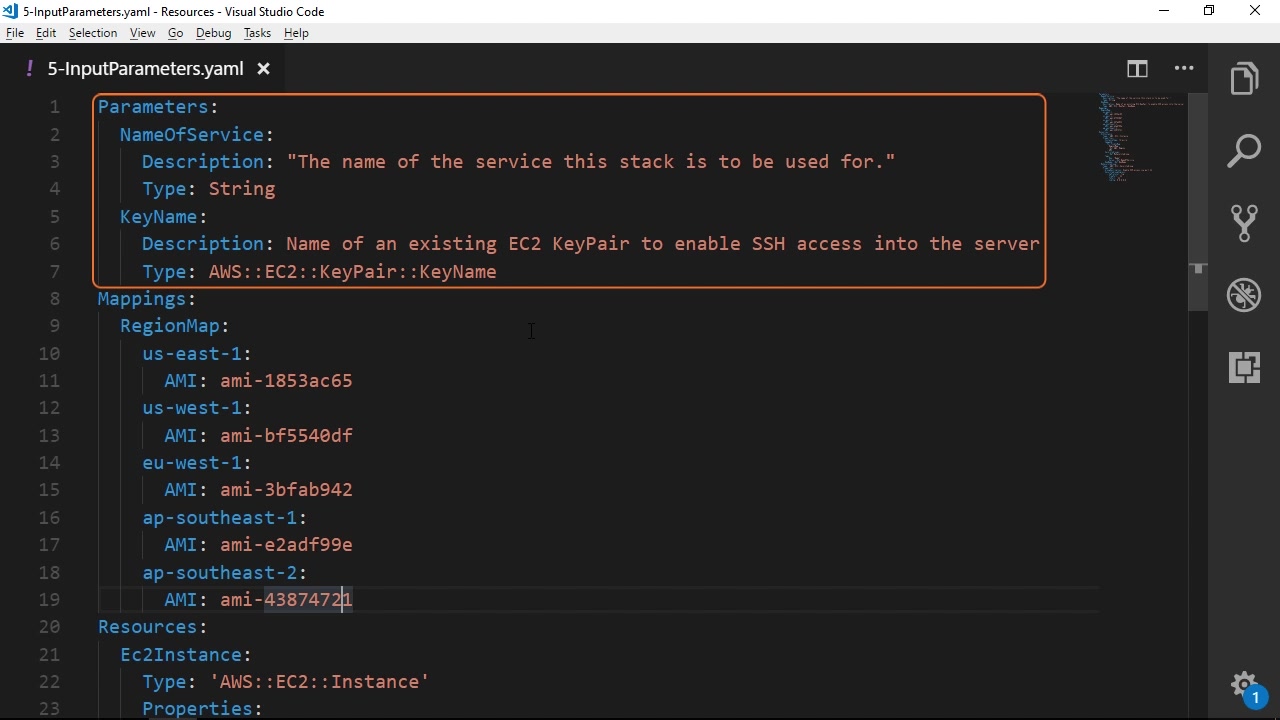 5-InputParameters.yaml - Resources - Visual Studio Code
File Edit Selection View Go Debug Tasks Help
! 5-InputParameters.yaml
1 Parameters:
2 NameOfService:
3 Description: "The name of the service this stack is to be used for."
4 Type: String
5 KeyName:
6 Description: Name of an existing EC2 KeyPair to enable SSH access into the server
7 Type: AWS::EC2::KeyPair::KeyName
8 Mappings:
9 RegionMap:
10 us-east-1:
11 AMI: ami-1853ac65
12 us-west-1:
13 AMI: ami-bf5540df
14 eu-west-1:
15 AMI: ami-3bfab942
16 ap-southeast-1:
17 AMI: ami-e2adf99e
18 ap-southeast-2:
19 AMI: ami-43874721
20 Resources:
21 Ec2Instance:
22 Type: 'AWS::EC2::Instance'
23 Properties:
1